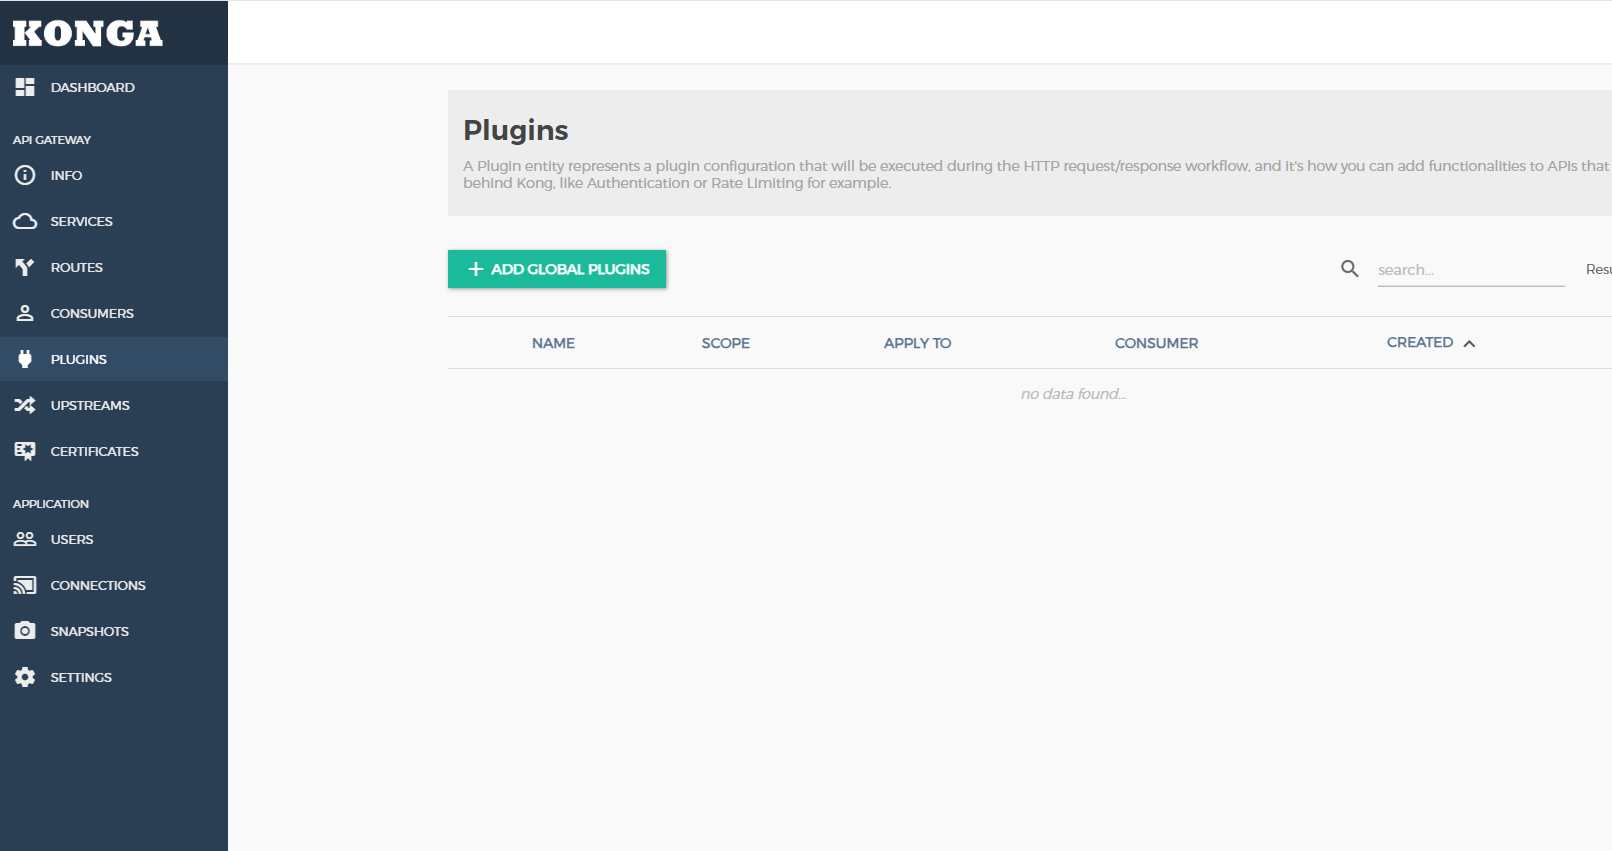 KONGA
DASHBOARD
API GATEWAY
INFO
SERVICES
ROUTES
CONSUMERS
PLUGINS
UPSTREAMS
CERTIFICATES
APPLICATION
USERS
CONNECTIONS
SNAPSHOTS
SETTINGS
Plugins
A Plugin entity represents a plugin configuration that will be executed during the HTTP request/response workflow, and it's how you can add functionalities to APIs that
behind Kong, like Authentication or Rate Limiting for example.
+ ADD GLOBAL PLUGINS
search...
NAME SCOPE APPLY TO CONSUMER CREATED
no data found...